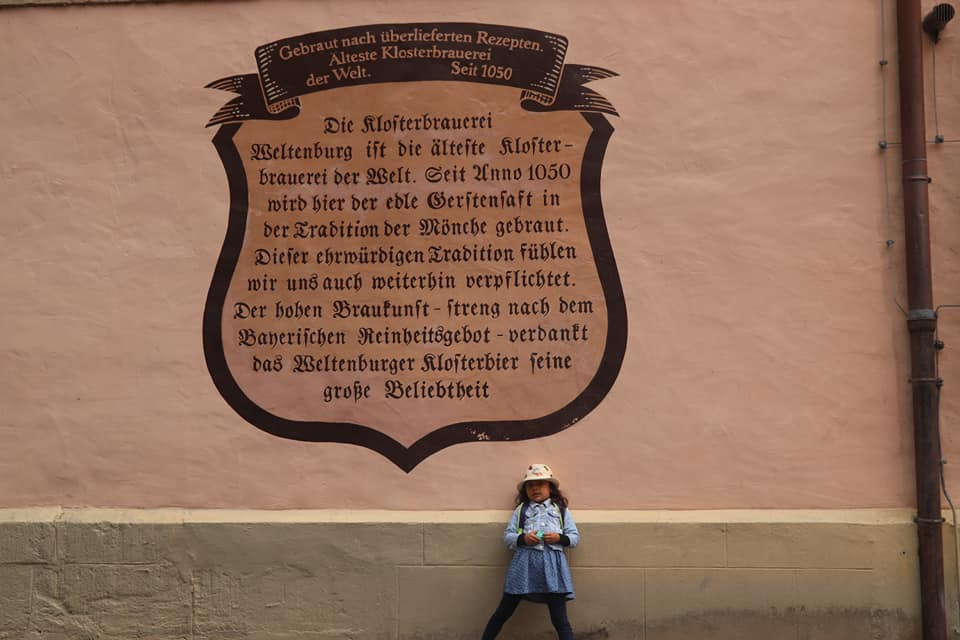 Gebraut nach überlieferten Rezepten.
Älteste Klosterbrauerei
der Welt. Seit 1050
Die Kloſterbrauerei
Weltenburg iſt die älteſte Kloſter-
brauerei der Welt. Seit Anno 1050
wird hier der edle Gerſtenſaft in
der Tradition der Mönche gebraut.
Dieſer ehrwürdigen Tradition fühlen
wir uns auch weiterhin verpflichtet.
Der hohen Braukunſt - ſtreng nach dem
Bayeriſchen Reinheitsgebot - verdankt
das Weltenburger Kloſterbier ſeine
große Beliebtheit